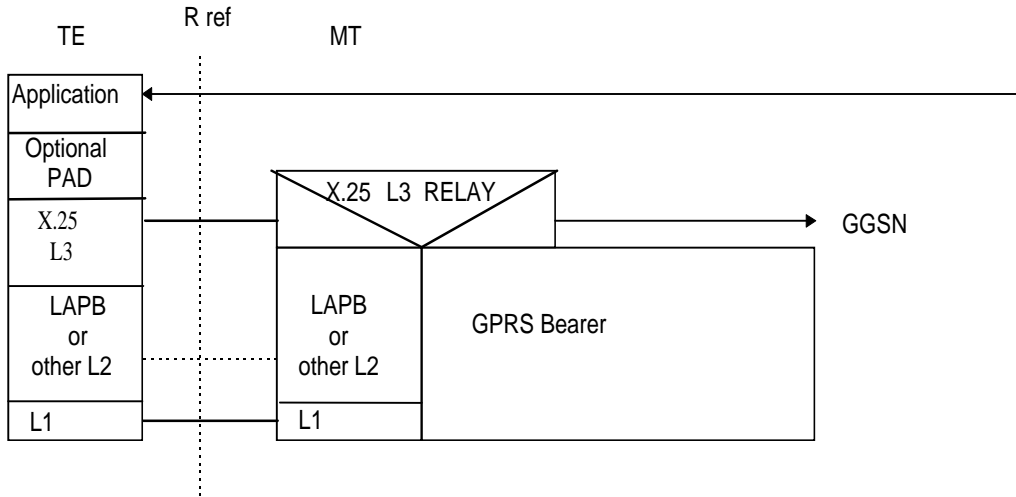 R ref
TE
MT
Application
Optional
PAD
X.25 L3 RELAY
X.25
L3
GGSN
LAPB
or
other L2
LAPB
or
other L2
GPRS Bearer
L1
L1